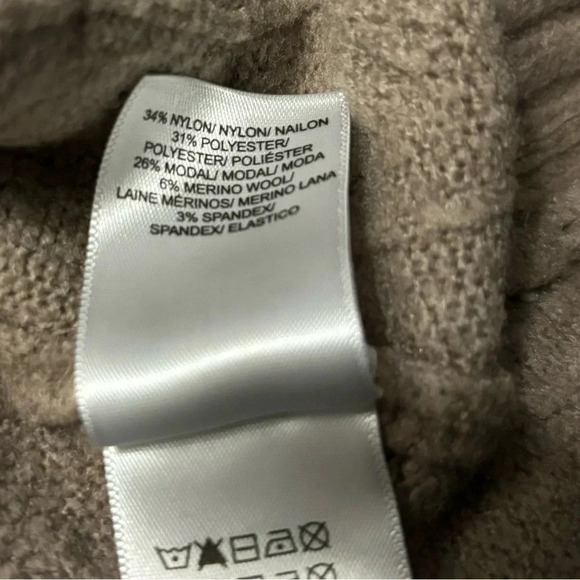 34% NYLON/ NYLON/ NAILON
31% POLYESTER/
POLYESTER/ POLIÉSTER
26% MODAL/ MODAL/ MODA
6% MERINO WOOL/
LAINE MÉRINOS/ MERINO LANA
3% SPANDEX/
SPANDEX/ ELASTICO